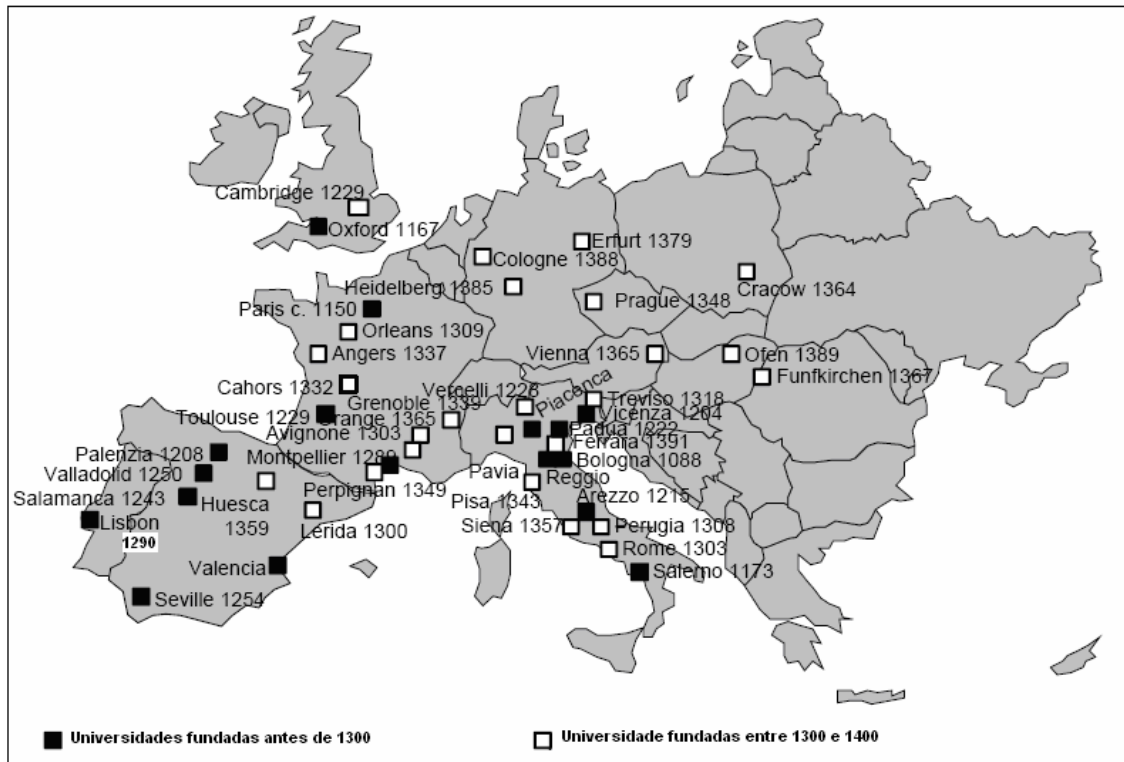 Cambridge 1229
Oxford 1167
Erfurt 1379
Cologne 1388
Heidelberg 1385
Cracow 1364
Prague 1348
Paris c. 1150
Orleans 1309
Angers 1337
Vienna 1365
Ofen 1389
Funfkirchen 1367
Cahors 1332
Vercelli 1228
Piacenca
Grenoble 1339
Treviso 1318
Toulouse 1229
Orange 1365
Vicenza 1204
Avignone 1303
Padua 1222
Ferrara 1391
Palenzia 1208
Montpellier 1289
Bologna 1088
Valladolid 1250
Pavia
Reggio
Perpignan 1349
Salamanca 1243
Huesca
1359
Pisa 1343
Arezzo 1215
Lisbon
1290
Lerida 1300
Siena 1357
Perugia 1308
Rome 1303
Valencia
Salerno 1173
Seville 1254
Universidades fundadas antes de 1300
Universidade fundadas entre 1300 e 1400